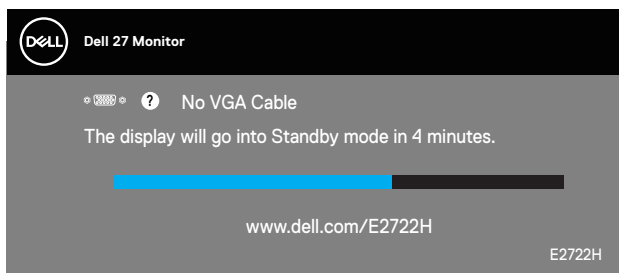 DELL
Dell 27 Monitor
? No VGA Cable
The display will go into Standby mode in 4 minutes.
www.dell.com/E2722H
E2722H